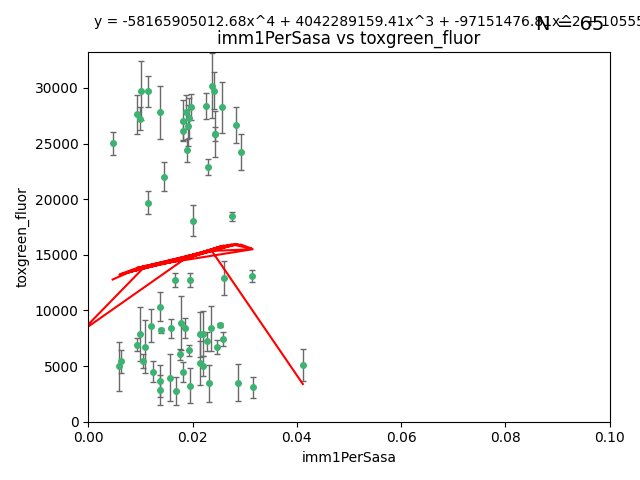 y = -58165905012.68x^4 + 4042289159.41x^3 + -97151476.81x^2 + 10555
N = 65
imm1PerSasa vs toxgreen_fluor
30000
25000
20000
15000
10000
5000
0
toxgreen_fluor
0.00 0.02 0.04 0.06 0.08 0.10
imm1PerSasa